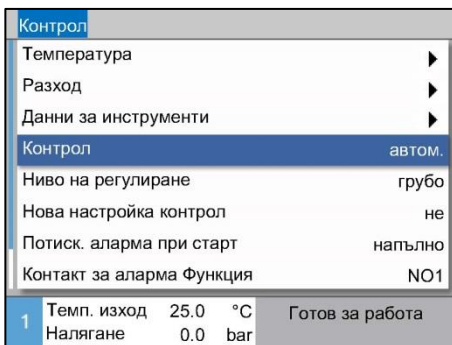 Контрол
Температура
Разход
Данни за инструменти
Контрол автом.
Ниво на регулиране грубо
Нова настройка контрол не
Потиск. аларма при старт напълно
Контакт за аларма Функция NO1
1 Темп. изход 25.0 °C Готов за работа
Налягане 0.0 bar